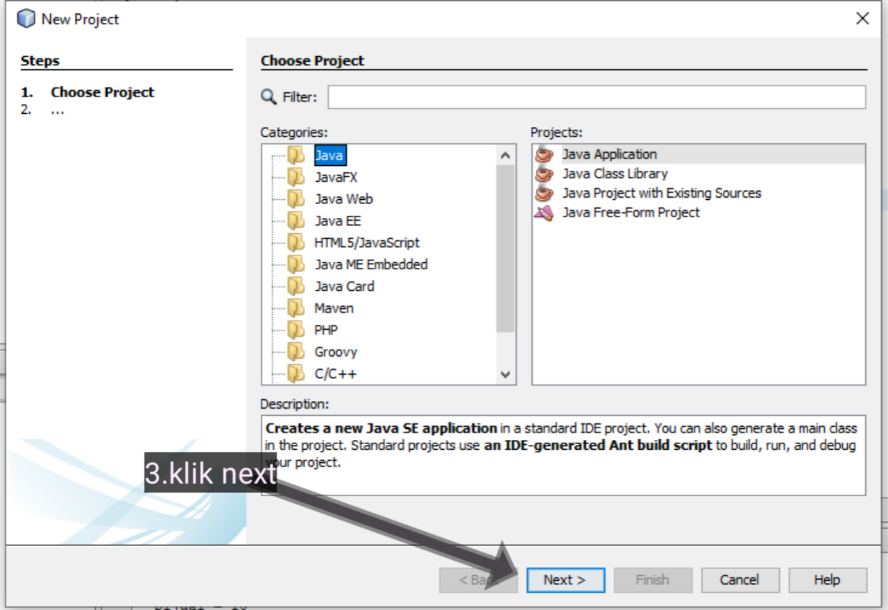 New Project
Steps
1. Choose Project
2. ...
Choose Project
Filter:
Categories:
Java
JavaFX
Java Web
Java EE
HTML5/JavaScript
Java ME Embedded
Java Card
Maven
PHP
Groovy
C/C++
Projects:
Java Application
Java Class Library
Java Project with Existing Sources
Java Free-Form Project
Description:
Creates a new Java SE application in a standard IDE project. You can also generate a main class
in the project. Standard projects use an IDE-generated Ant build script to build, run, and debug
your project.
3.klik next
Next >
Finish
Cancel
Help